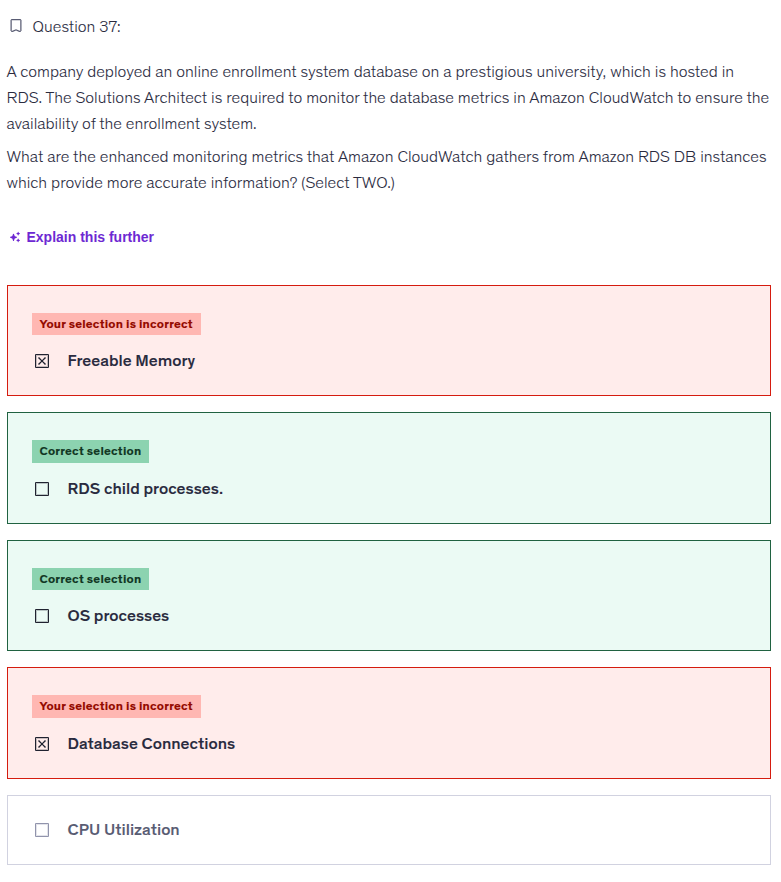 Question 37:
A company deployed an online enrollment system database on a prestigious university, which is hosted in
RDS. The Solutions Architect is required to monitor the database metrics in Amazon CloudWatch to ensure the
availability of the enrollment system.
What are the enhanced monitoring metrics that Amazon CloudWatch gathers from Amazon RDS DB instances
which provide more accurate information? (Select TWO.)
Explain this further
Your selection is incorrect
Freeable Memory
Correct selection
RDS child processes.
Correct selection
OS processes
Your selection is incorrect
Database Connections
CPU Utilization